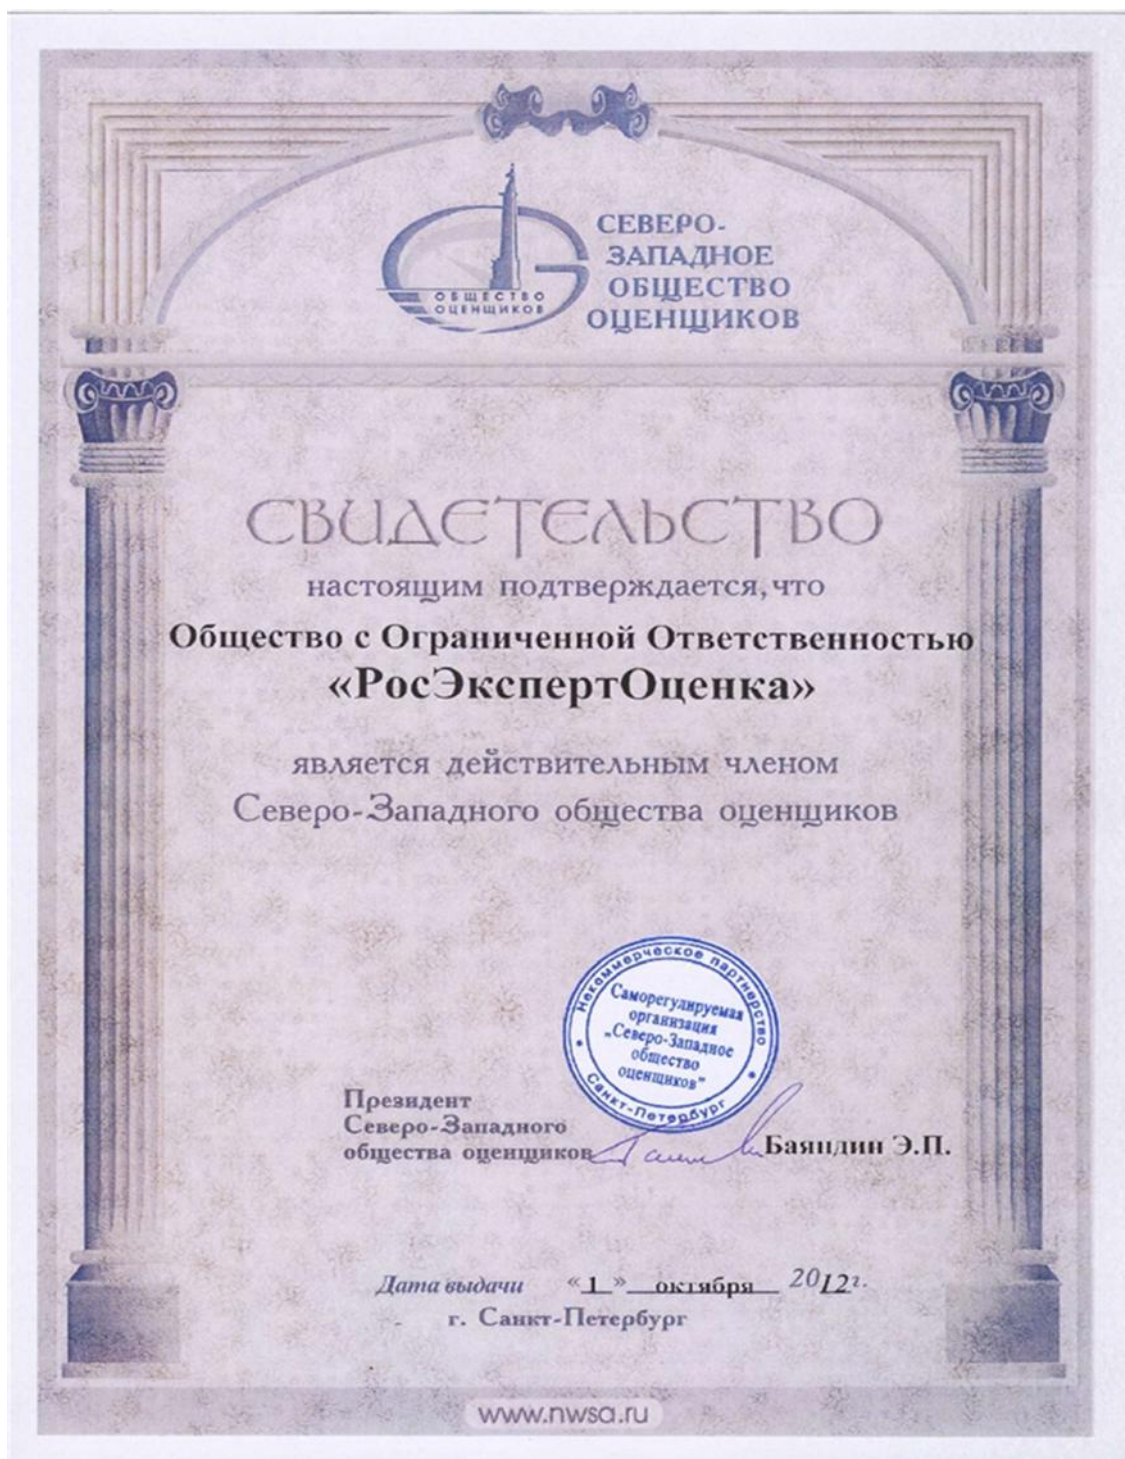 ОБЩЕСТВО
ОЦЕНЩИКОВ
СЕВЕРО-
ЗАПАДНОЕ
ОБЩЕСТВО
ОЦЕНЩИКОВ
СВИДЕТЕЛЬСТВО
настоящим подтверждается, что
Общество с Ограниченной Ответственностью
«РосЭкспертОценка»
является действительным членом
Северо-Западного общества оценщиков
Некоммерческое партнерство
Саморегулируемая
организация
„Северо-Западное
общество
оценщиков"
Санкт-Петербург
Президент
Северо-Западного
общества оценщиков
Баяндин Э.П.
Дата выдачи « 1 » октября 2012г.
г. Санкт-Петербург
www.nwsa.ru